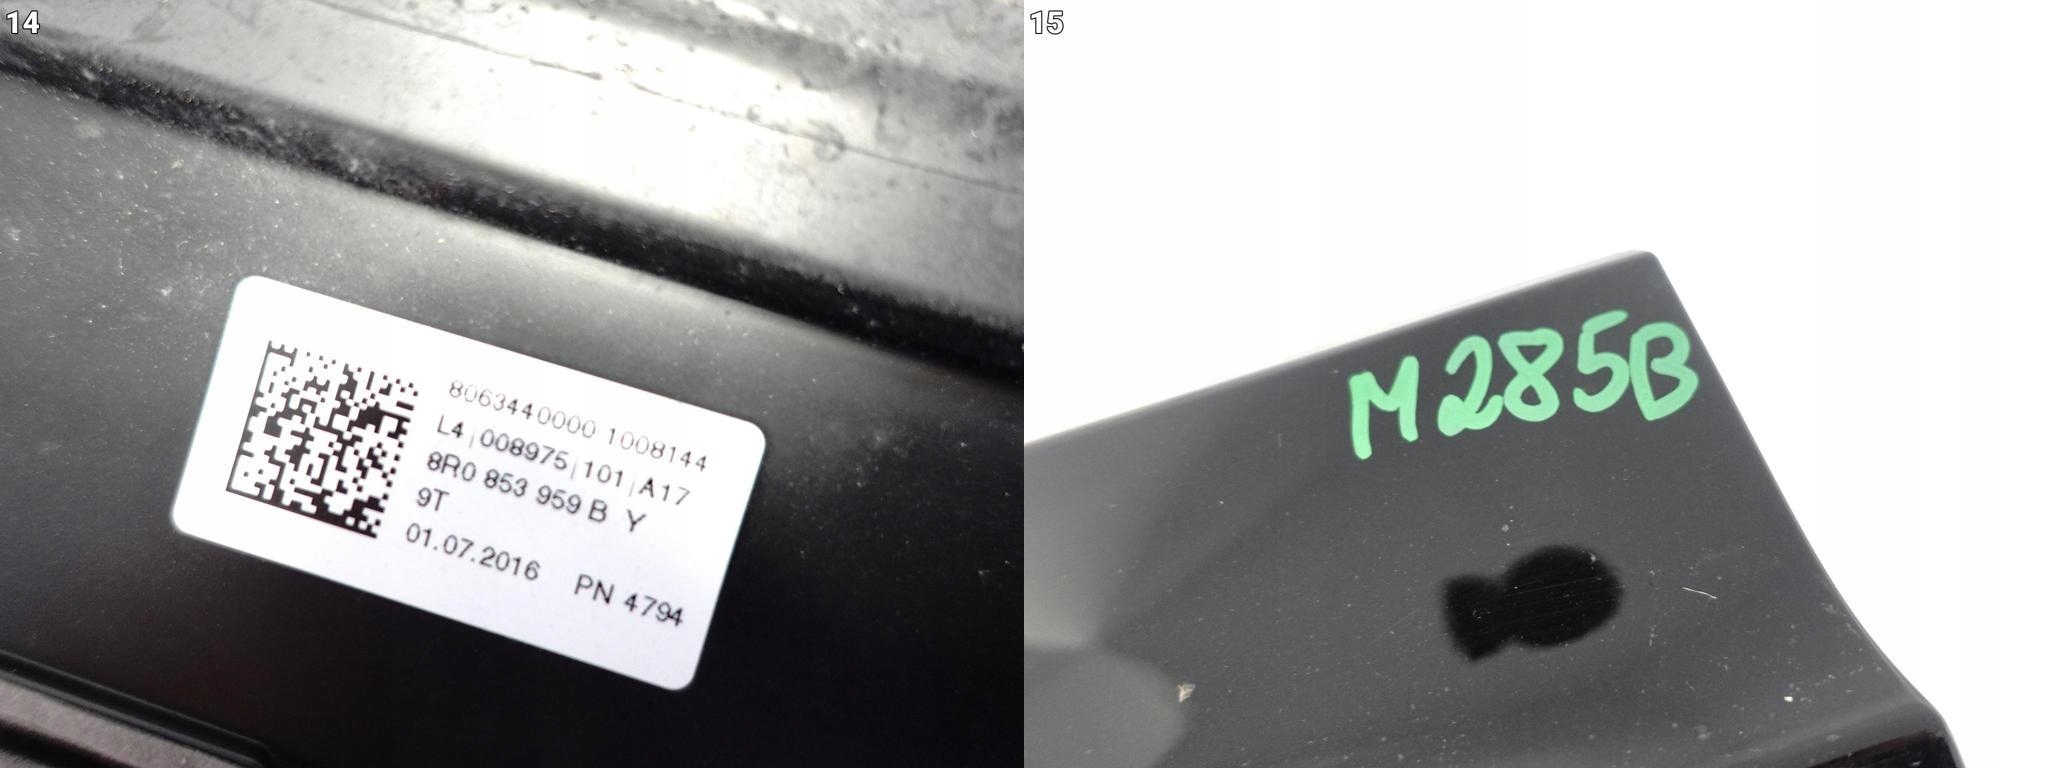 14
8063440000 1008144
L4|008975|101|A17
8R0 853 959 B Y
9T
01.07.2016 PN 4794
15
M285B